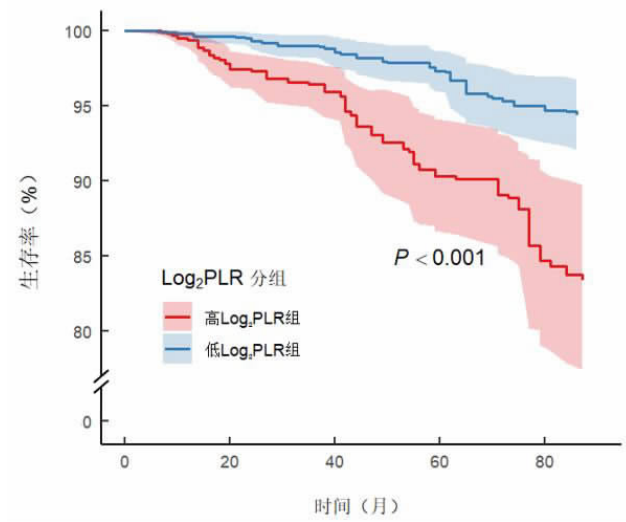 100
95
90
85
80
0
生存率（%）
P < 0.001
Log₂PLR 分组
高Log₂PLR组
低Log₂PLR组
0 20 40 60 80
时间（月）